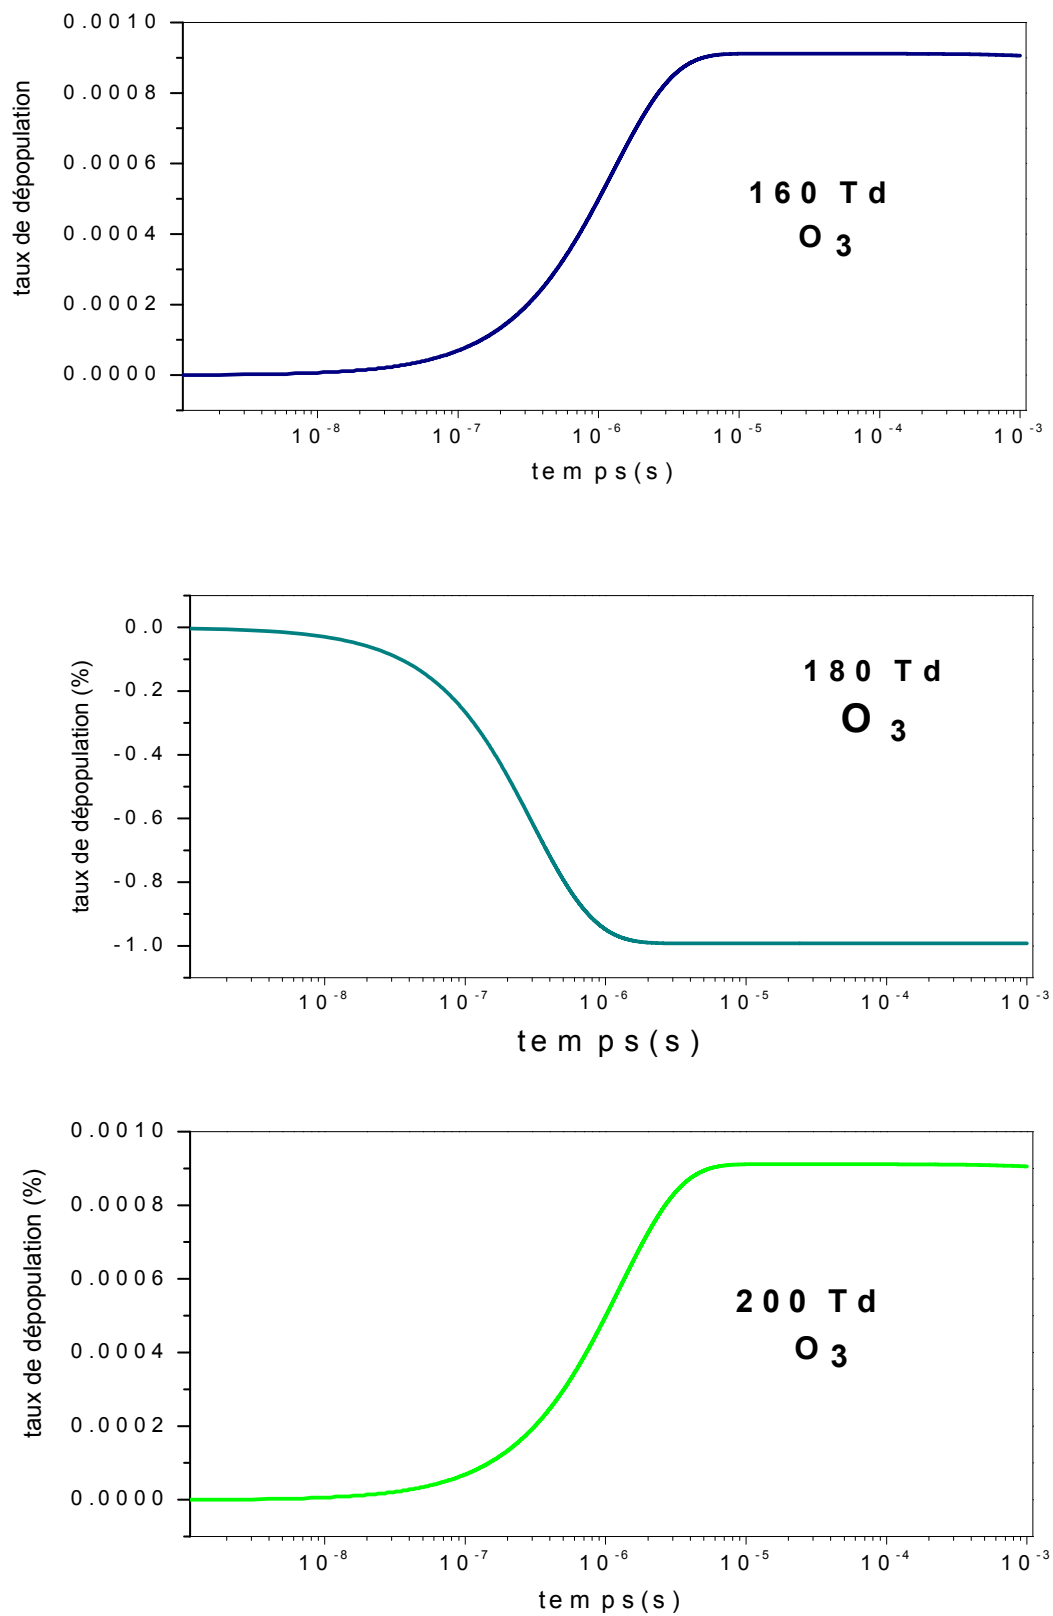 taux de dépopulation
0.0010
0.0008
0.0006
0.0004
0.0002
0.0000
160 Td
O3
10-8 10-7 10-6 10-5 10-4 10-3
temps(s)
taux de dépopulation (%)
0.0
-0.2
-0.4
-0.6
-0.8
-1.0
180 Td
O3
10-8 10-7 10-6 10-5 10-4 10-3
temps(s)
taux de dépopulation (%)
0.0010
0.0008
0.0006
0.0004
0.0002
0.0000
200 Td
O3
10-8 10-7 10-6 10-5 10-4 10-3
temps(s)